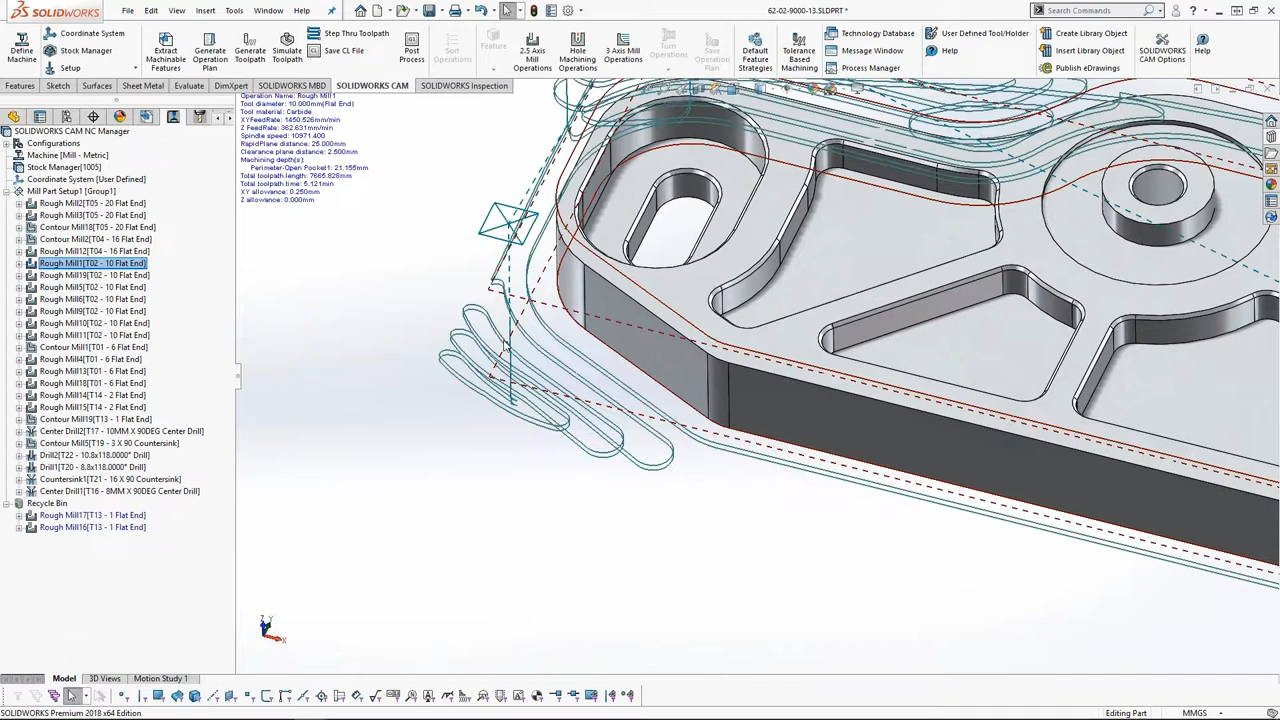 SOLIDWORKS File Edit View Insert Tools Window Help 62-02-9000-13.SLDPRT * Search Commands
Define Machine
Coordinate System
Stock Manager
Setup
Extract Machinable Features
Generate Operation Plan
Generate Toolpath
Simulate Toolpath
Step Thru Toolpath
Save CL File
Post Process
Sort Operations
Feature
2.5 Axis Mill Operations
Hole Machining Operations
3 Axis Mill Operations
Turn Operations
Save Operation Plan
Default Feature Strategies
Tolerance Based Machining
Technology Database
Message Window
Process Manager
User Defined Tool/Holder
Help
Create Library Object
Insert Library Object
Publish eDrawings
SOLIDWORKS CAM Options
Help
Features Sketch Surfaces Sheet Metal Evaluate DimXpert SOLIDWORKS MBD SOLIDWORKS CAM SOLIDWORKS Inspection
Operation Name: Rough Mill1
Tool diameter: 10.000mm(Flat End)
Tool material: Carbide
XYFeedRate: 1450.526mm/min
Z FeedRate: 362.631mm/min
Spindle speed: 10971.400
RapidPlane distance: 25.000mm
Clearance plane distance: 2.500mm
Machining depth(s):
Perimeter-Open Pocket1: 21.155mm
Total toolpath length: 7665.828mm
Total toolpath time: 5.121min
XY allowance: 0.250mm
Z allowance: 0.000mm
SOLIDWORKS CAM NC Manager
Configurations
Machine [Mill - Metric]
Stock Manager[1005]
Coordinate System [User Defined]
Mill Part Setup1 [Group1]
Rough Mill2[T05 - 20 Flat End]
Rough Mill3[T05 - 20 Flat End]
Contour Mill18[T05 - 20 Flat End]
Contour Mill2[T04 - 16 Flat End]
Rough Mill12[T04 - 16 Flat End]
Rough Mill1[T02 - 10 Flat End]
Rough Mill19[T02 - 10 Flat End]
Rough Mill5[T02 - 10 Flat End]
Rough Mill6[T02 - 10 Flat End]
Rough Mill9[T02 - 10 Flat End]
Rough Mill10[T02 - 10 Flat End]
Rough Mill11[T02 - 10 Flat End]
Contour Mill1[T01 - 6 Flat End]
Rough Mill4[T01 - 6 Flat End]
Rough Mill13[T01 - 6 Flat End]
Rough Mill18[T01 - 6 Flat End]
Rough Mill14[T14 - 2 Flat End]
Rough Mill15[T14 - 2 Flat End]
Contour Mill19[T13 - 1 Flat End]
Center Drill2[T17 - 10MM X 90DEG Center Drill]
Contour Mill5[T19 - 3 X 90 Countersink]
Drill2[T22 - 10.2x118.0000° Drill]
Drill1[T20 - 8.8x118.0000° Drill]
Countersink1[T21 - 16 X 90 Countersink]
Center Drill1[T16 - 8MM X 90DEG Center Drill]
Recycle Bin
Rough Mill17[T13 - 1 Flat End]
Rough Mill16[T13 - 1 Flat End]
Z Y X
Model 3D Views Motion Study 1
SOLIDWORKS Premium 2018 x64 Edition Editing Part MMGS